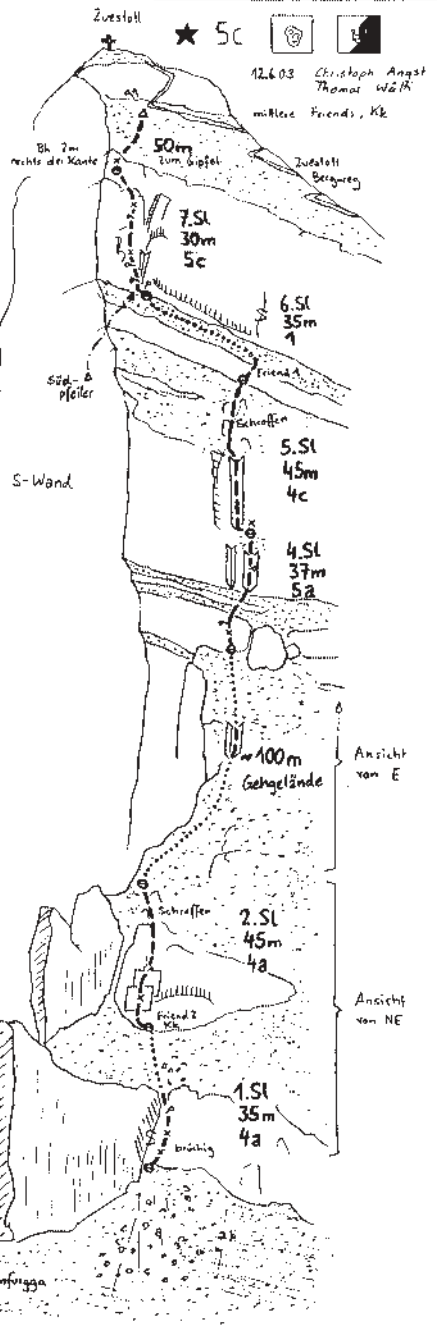 Zuestoll
★ 5c
12.6.03 Christoph Angst
Thomas Wälti
mittlere Friends, Kk
Bh 2m
rechts der Kante
50m
zum Gipfel
Zuestoll
Bergweg
7.Sl
30m
5c
6.Sl
35m
1
Süd-
pfeiler
Friend 1
Schroffen
5.Sl
45m
4c
S-Wand
4.Sl
37m
5a
~100m
Gehgelände
Ansicht
von E
Schroffen
2.Sl
45m
4a
Friend 2
Kk
Ansicht
von NE
1.Sl
35m
4a
brüchig